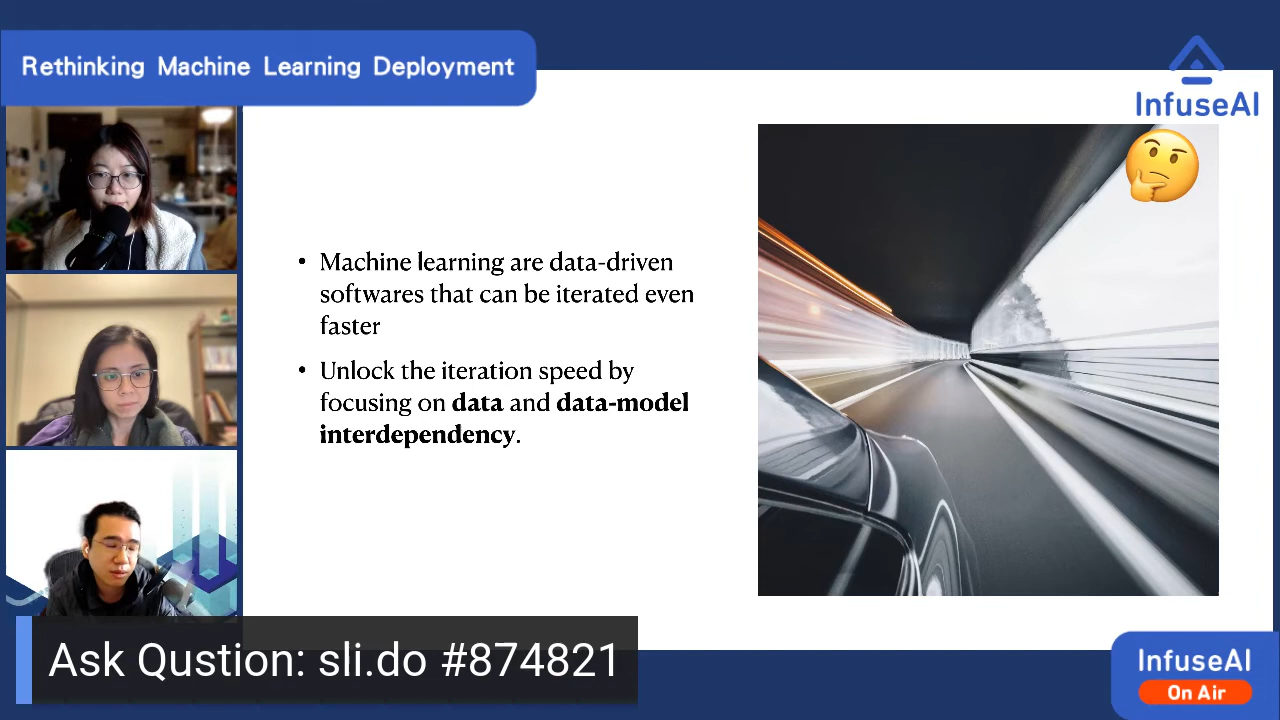 Rethinking Machine Learning Deployment
InfuseAI
• Machine learning are data-driven
softwares that can be iterated even
faster
• Unlock the iteration speed by
focusing on data and data-model
interdependency.
Ask Qustion: sli.do #874821
InfuseAI
On Air